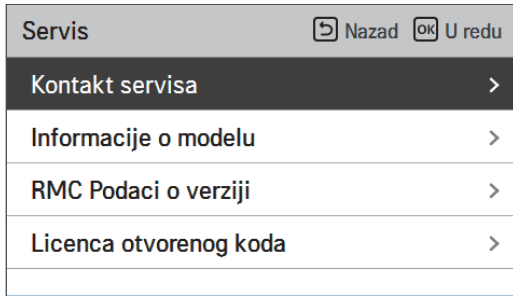 Servis Nazad OK U redu
Kontakt servisa
Informacije o modelu
RMC Podaci o verziji
Licenca otvorenog koda